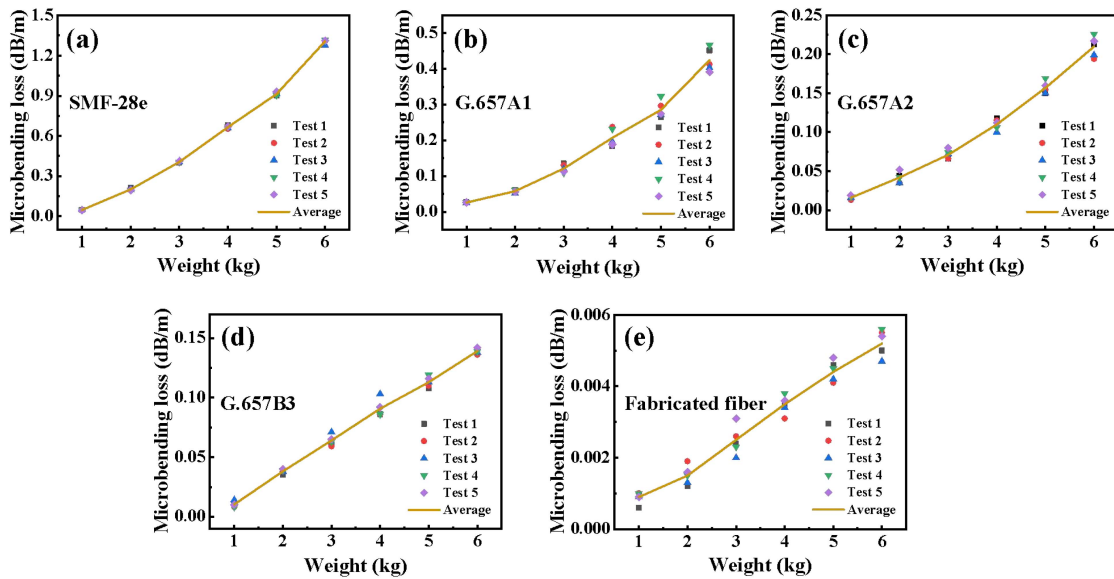 (a)
SMF-28e
Microbending loss (dB/m)
1.5
1.2
0.9
0.6
0.3
0.0
Test 1
Test 2
Test 3
Test 4
Test 5
Average
1 2 3 4 5 6
Weight (kg)
(b)
G.657A1
Microbending loss (dB/m)
0.5
0.4
0.3
0.2
0.1
0.0
Test 1
Test 2
Test 3
Test 4
Test 5
Average
1 2 3 4 5 6
Weight (kg)
(c)
G.657A2
Microbending loss (dB/m)
0.25
0.20
0.15
0.10
0.05
0.00
Test 1
Test 2
Test 3
Test 4
Test 5
Average
1 2 3 4 5 6
Weight (kg)
(d)
G.657B3
Microbending loss (dB/m)
0.15
0.10
0.05
0.00
Test 1
Test 2
Test 3
Test 4
Test 5
Average
1 2 3 4 5 6
Weight (kg)
(e)
Fabricated fiber
Microbending loss (dB/m)
0.006
0.004
0.002
0.000
Test 1
Test 2
Test 3
Test 4
Test 5
Average
1 2 3 4 5 6
Weight (kg)